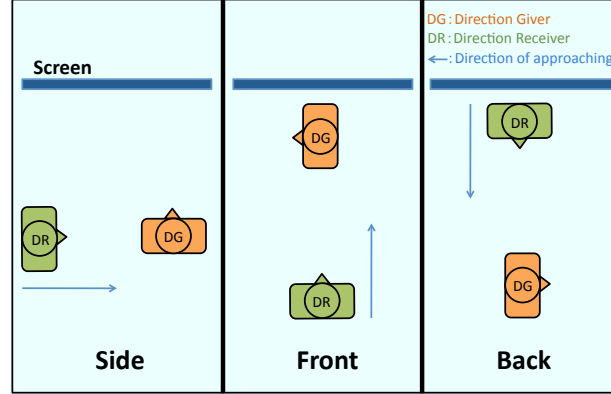 DG: Direction Giver
DR: Direction Receiver
: Direction of approaching
Screen
DG
DR
DR
DG
DR
DG
Side
Front
Back